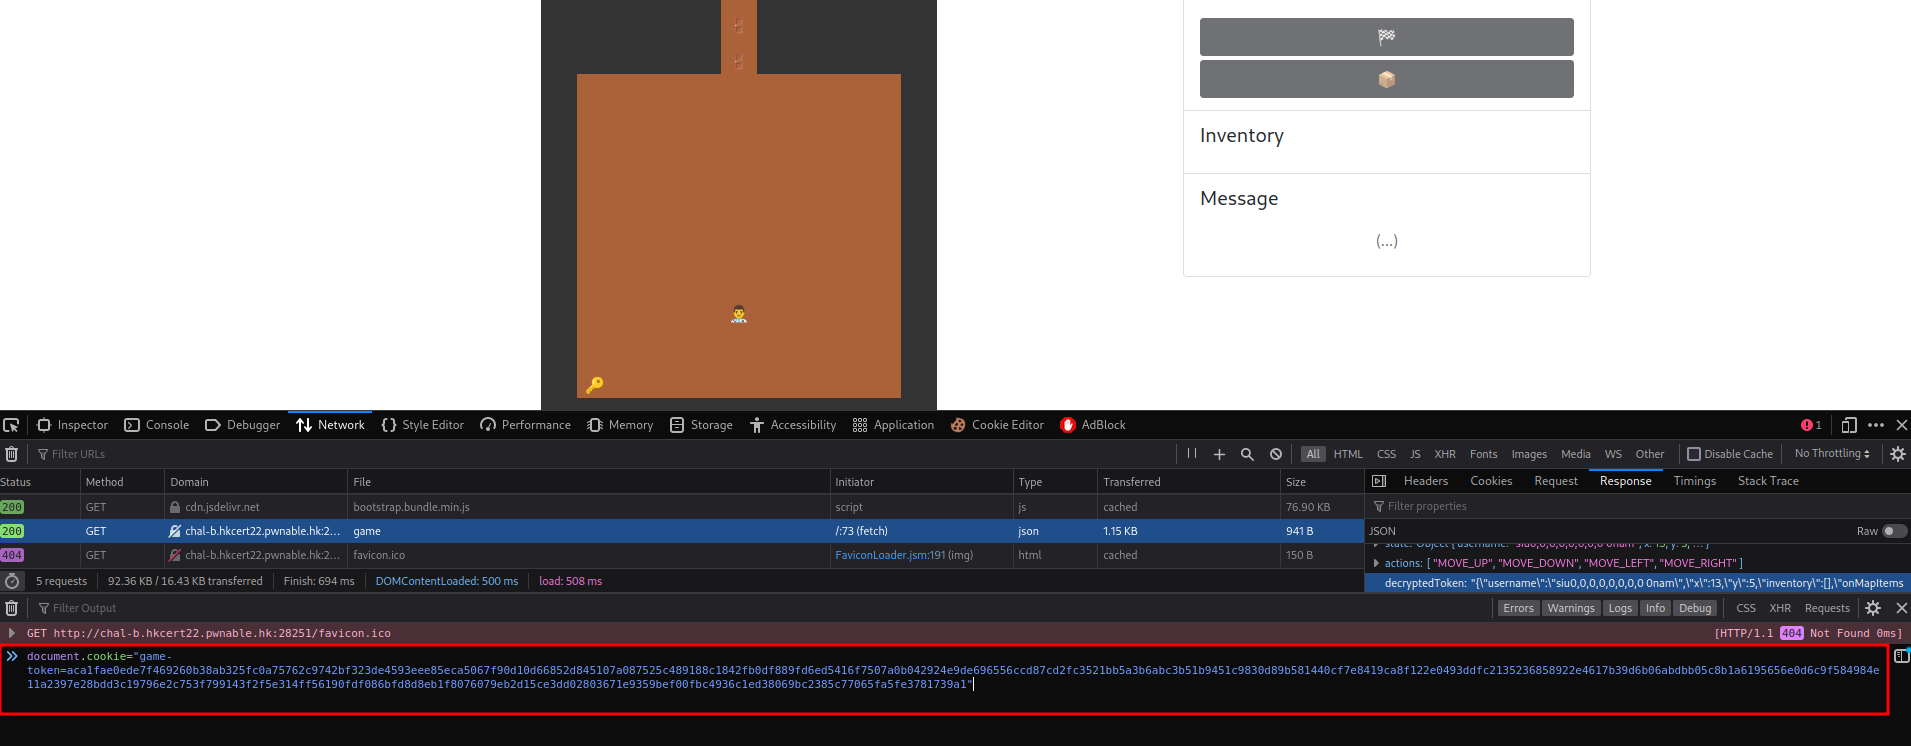 Inventory
Message
(...)
Inspector Console Debugger Network Style Editor Performance Memory Storage Accessibility Application Cookie Editor AdBlock 1
Filter URLs All HTML CSS JS XHR Fonts Images Media WS Other Disable Cache No Throttling
Status Method Domain File Initiator Type Transferred Size Headers Cookies Request Response Timings Stack Trace
200 GET cdn.jsdelivr.net bootstrap.bundle.min.js script js cached 76.90 KB Filter properties
200 GET chal-b.hkcert22.pwnable.hk:2... game /:73 (fetch) json 1.15 KB 941 B JSON Raw
404 GET chal-b.hkcert22.pwnable.hk:2... favicon.ico FaviconLoader.jsm:191 (img) html cached 150 B
actions: [ "MOVE_UP", "MOVE_DOWN", "MOVE_LEFT", "MOVE_RIGHT" ]
5 requests 92.36 KB / 16.43 KB transferred Finish: 694 ms DOMContentLoaded: 500 ms load: 508 ms decryptedToken: "{\"username\":\"siu0,0,0,0,0,0,0 0nam\",\"x\":13,\"y\":5,\"inventory\":[],\"onMapItems
Filter Output Errors Warnings Logs Info Debug CSS XHR Requests
GET http://chal-b.hkcert22.pwnable.hk:28251/favicon.ico [HTTP/1.1 404 Not Found 0ms]
document.cookie="game-
token=aca1fae0ede7f469260b38ab325fc0a75762c9742bf323de4593eee85eca5067f90d10d66852d845107a087525c489188c1842fb0df889fd6ed5416f7507a0b042924e9de696556ccd87cd2fc3521bb5a3b6abc3b51b9451c9830d89b581440cf7e8419ca8f122e0493ddfc2135236858922e4617b39d6b06abdbb05c8b1a6195656e0d6c9f584984e
11a2397e28bdd3c19796e2c753f799143f2f5e314ff56190fdf086bfd8d8eb1f8076079eb2d15ce3dd02803671e9359bef00fbc4936c1ed38069bc2385c77065fa5fe3781739a1"